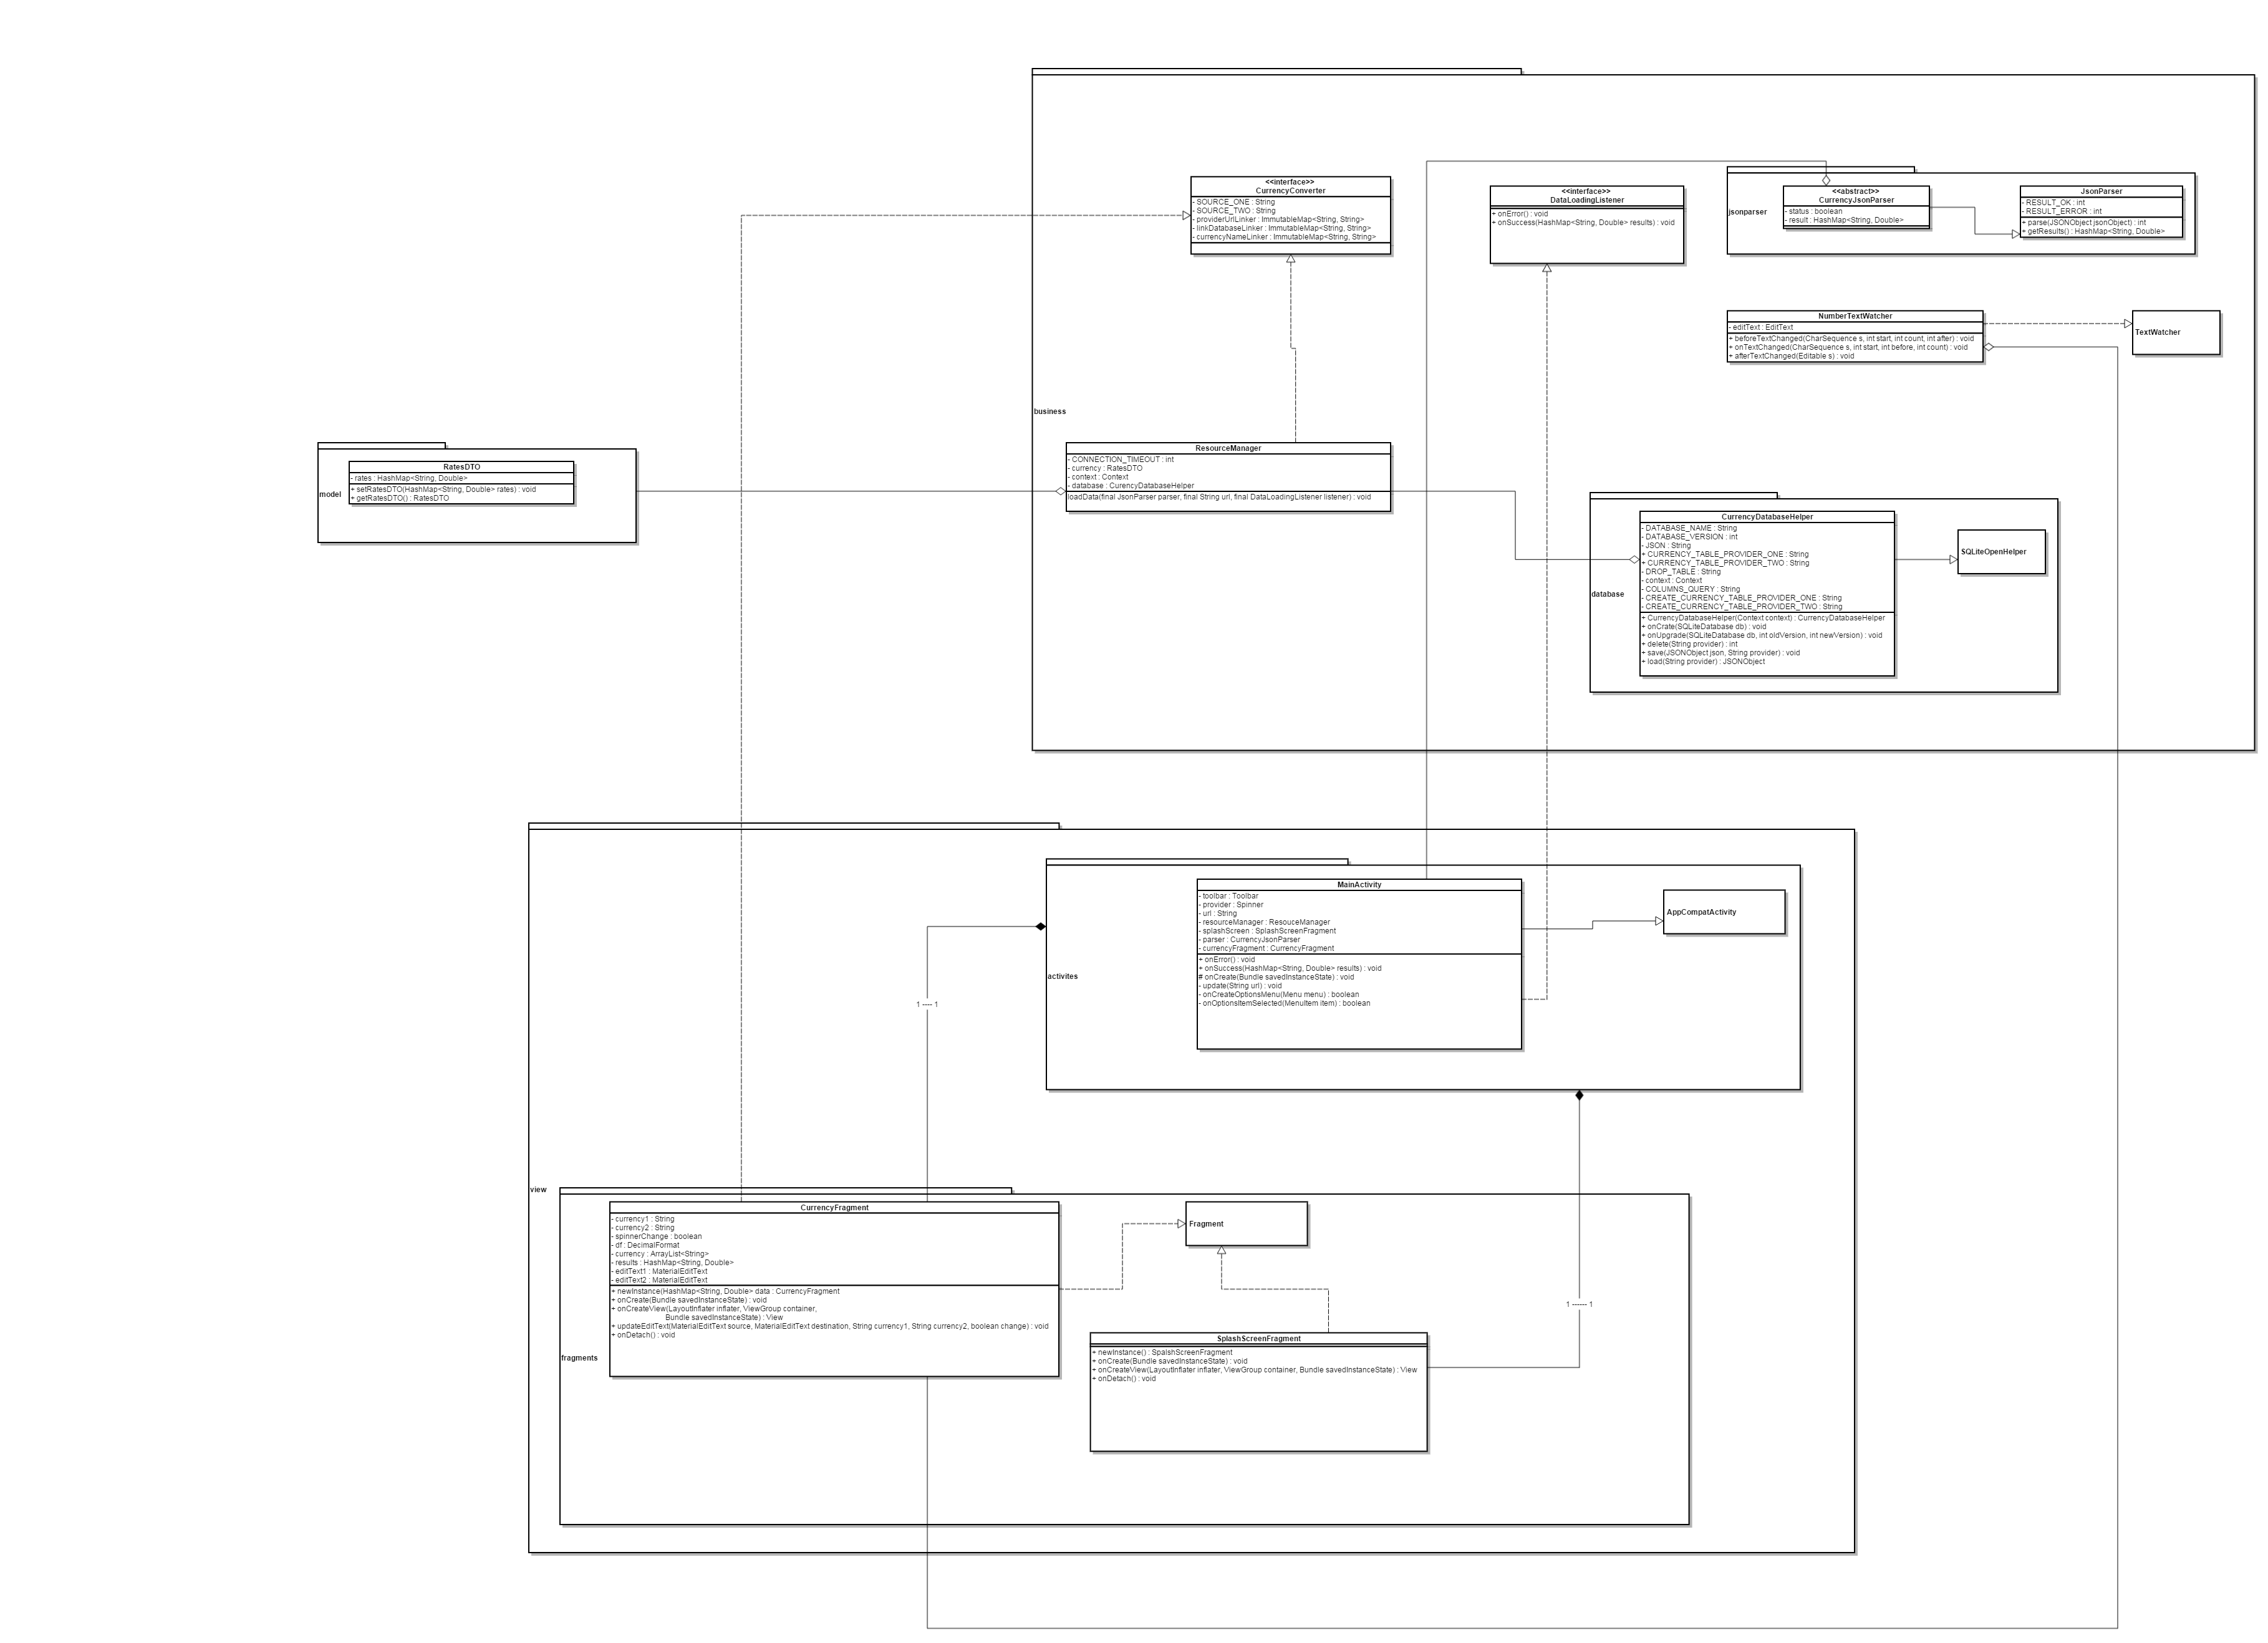 <<interface>>
CurrencyConverter
- SOURCE_ONE : String
- SOURCE_TWO : String
- providerUrlLinker : ImmutableMap<String, String>
- linkDatabaseLinker : ImmutableMap<String, String>
- currencyNameLinker : ImmutableMap<String, String>
<<interface>>
DataLoadingListener
+ onError() : void
+ onSuccess(HashMap<String, Double> results) : void
jsonparser
<<abstract>>
CurrencyJsonParser
- status : boolean
- result : HashMap<String, Double>
JsonParser
- RESULT_OK : int
- RESULT_ERROR : int
+ parse(JSONObject jsonObject) : int
+ getResults() : HashMap<String, Double>
NumberTextWatcher
- editText : EditText
+ beforeTextChanged(CharSequence s, int start, int count, int after) : void
+ onTextChanged(CharSequence s, int start, int before, int count) : void
+ afterTextChanged(Editable s) : void
TextWatcher
business
ResourceManager
- CONNECTION_TIMEOUT : int
- currency : RatesDTO
- context : Context
- database : CurencyDatabaseHelper
loadData(final JsonParser parser, final String url, final DataLoadingListener listener) : void
model
RatesDTO
- rates : HashMap<String, Double>
+ setRatesDTO(HashMap<String, Double> rates) : void
+ getRatesDTO() : RatesDTO
database
CurrencyDatabaseHelper
- DATABASE_NAME : String
- DATABASE_VERSION : int
- JSON : String
+ CURRENCY_TABLE_PROVIDER_ONE : String
+ CURRENCY_TABLE_PROVIDER_TWO : String
- DROP_TABLE : String
- context : Context
- COLUMNS_QUERY : String
- CREATE_CURRENCY_TABLE_PROVIDER_ONE : String
- CREATE_CURRENCY_TABLE_PROVIDER_TWO : String
+ CurrencyDatabaseHelper(Context context) : CurrencyDatabaseHelper
+ onCrate(SQLiteDatabase db) : void
+ onUpgrade(SQLiteDatabase db, int oldVersion, int newVersion) : void
+ delete(String provider) : int
+ save(JSONObject json, String provider) : void
+ load(String provider) : JSONObject
SQLiteOpenHelper
view
activites
MainActivity
- toolbar : Toolbar
- provider : Spinner
- url : String
- resourceManager : ResouceManager
- splashScreen : SplashScreenFragment
- parser : CurrencyJsonParser
- currencyFragment : CurrencyFragment
+ onError() : void
+ onSuccess(HashMap<String, Double> results) : void
# onCreate(Bundle savedInstanceState) : void
- update(String url) : void
- onCreateOptionsMenu(Menu menu) : boolean
- onOptionsItemSelected(MenuItem item) : boolean
AppCompatActivity
1 ---- 1
fragments
CurrencyFragment
- currency1 : String
- currency2 : String
- spinnerChange : boolean
- df : DecimalFormat
- currency : ArrayList<String>
- results : HashMap<String, Double>
- editText1 : MaterialEditText
- editText2 : MaterialEditText
+ newInstance(HashMap<String, Double> data : CurrencyFragment
+ onCreate(Bundle savedInstanceState) : void
+ onCreateView(LayoutInflater inflater, ViewGroup container,
Bundle savedInstanceState) : View
+ updateEditText(MaterialEditText source, MaterialEditText destination, String currency1, String currency2, boolean change) : void
+ onDetach() : void
Fragment
1 ------ 1
SplashScreenFragment
+ newInstance() : SpalshScreenFragment
+ onCreate(Bundle savedInstanceState) : void
+ onCreateView(LayoutInflater inflater, ViewGroup container, Bundle savedInstanceState) : View
+ onDetach() : void